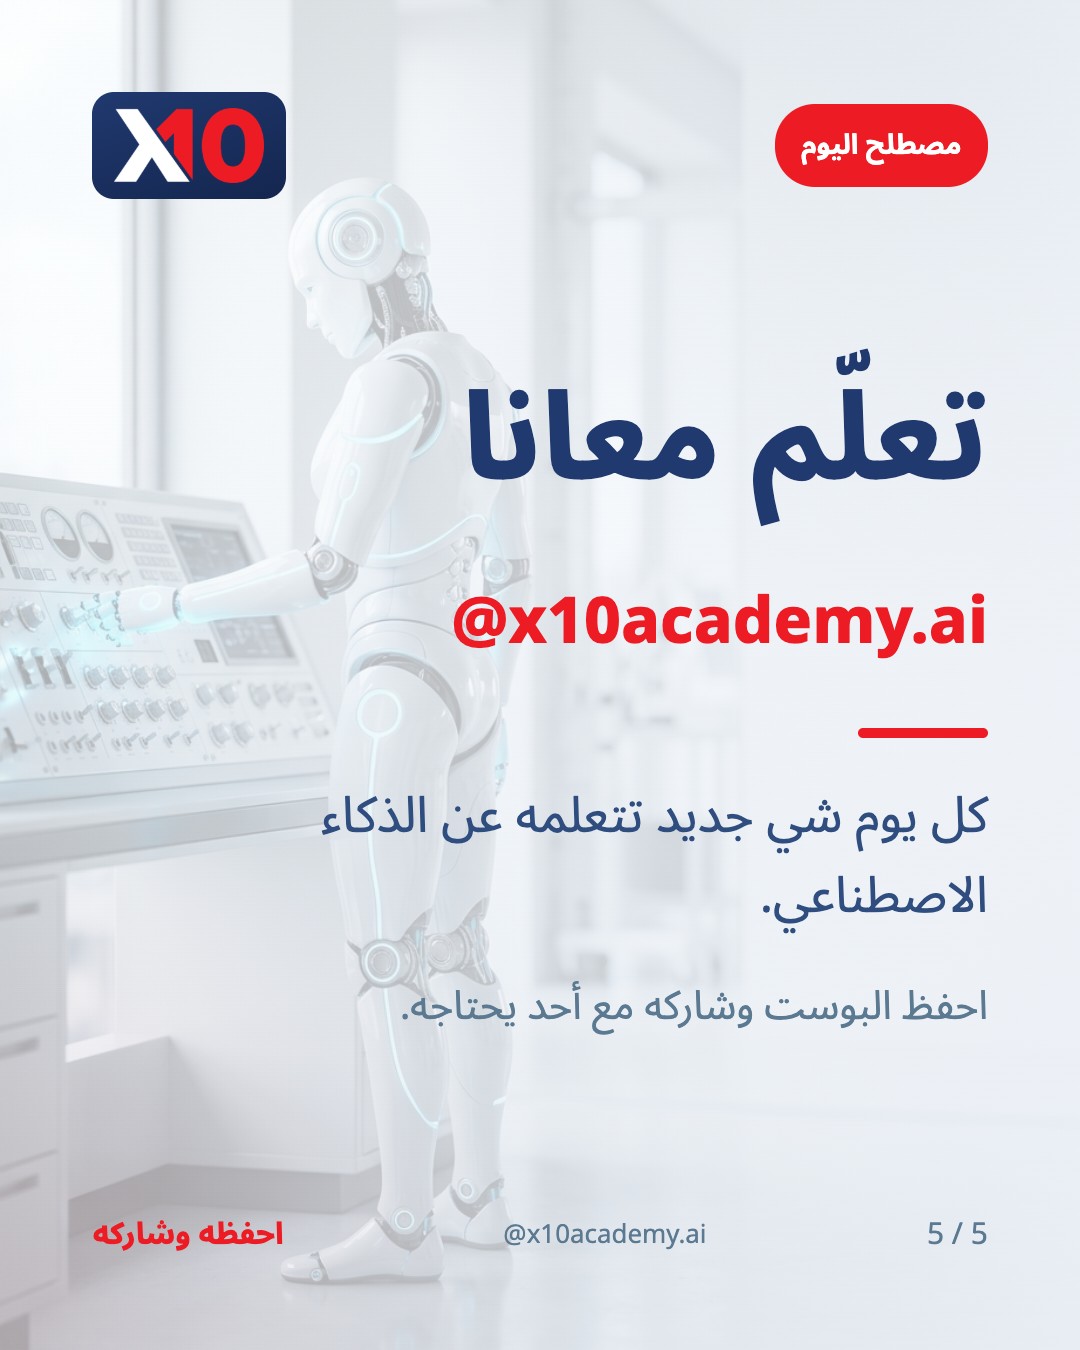 X10
مصطلح اليوم
تعلّم معانا
@x10academy.ai
كل يوم شي جديد تتعلمه عن الذكاء
الاصطناعي.
احفظ البوست وشاركه مع أحد يحتاجه.
5 / 5
@x10academy.ai
احفظه وشاركه